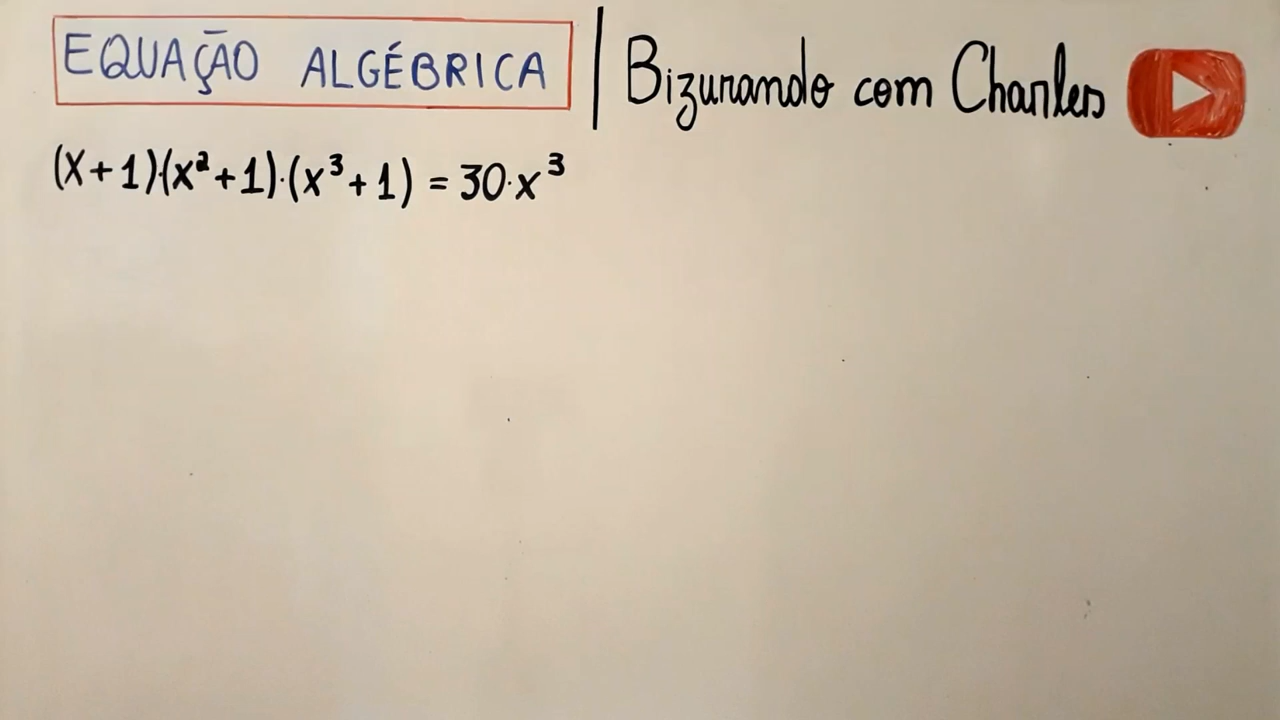 EQUAÇÃO ALGÉBRICA
Bizurando com Charles
(x+1)·(x²+1)·(x³+1) = 30·x³